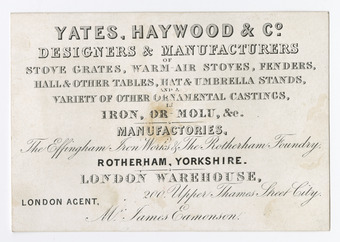 YATES, HAYWOOD & Co.
DESIGNERS & MANUFACTURERS
OF
STOVE GRATES, WARM-AIR STOVES, FENDERS,
HALL & OTHER TABLES, HAT & UMBRELLA STANDS,
AND A
VARIETY OF OTHER ORNAMENTAL CASTINGS,
IN
IRON, OR-MOLU, &c.
MANUFACTORIES,
The Effingham Iron Works & The Rotherham Foundry.
ROTHERHAM, YORKSHIRE.
LONDON WAREHOUSE,
200, Upper Thames Street City.
LONDON AGENT,
Mr. James Edmonson.